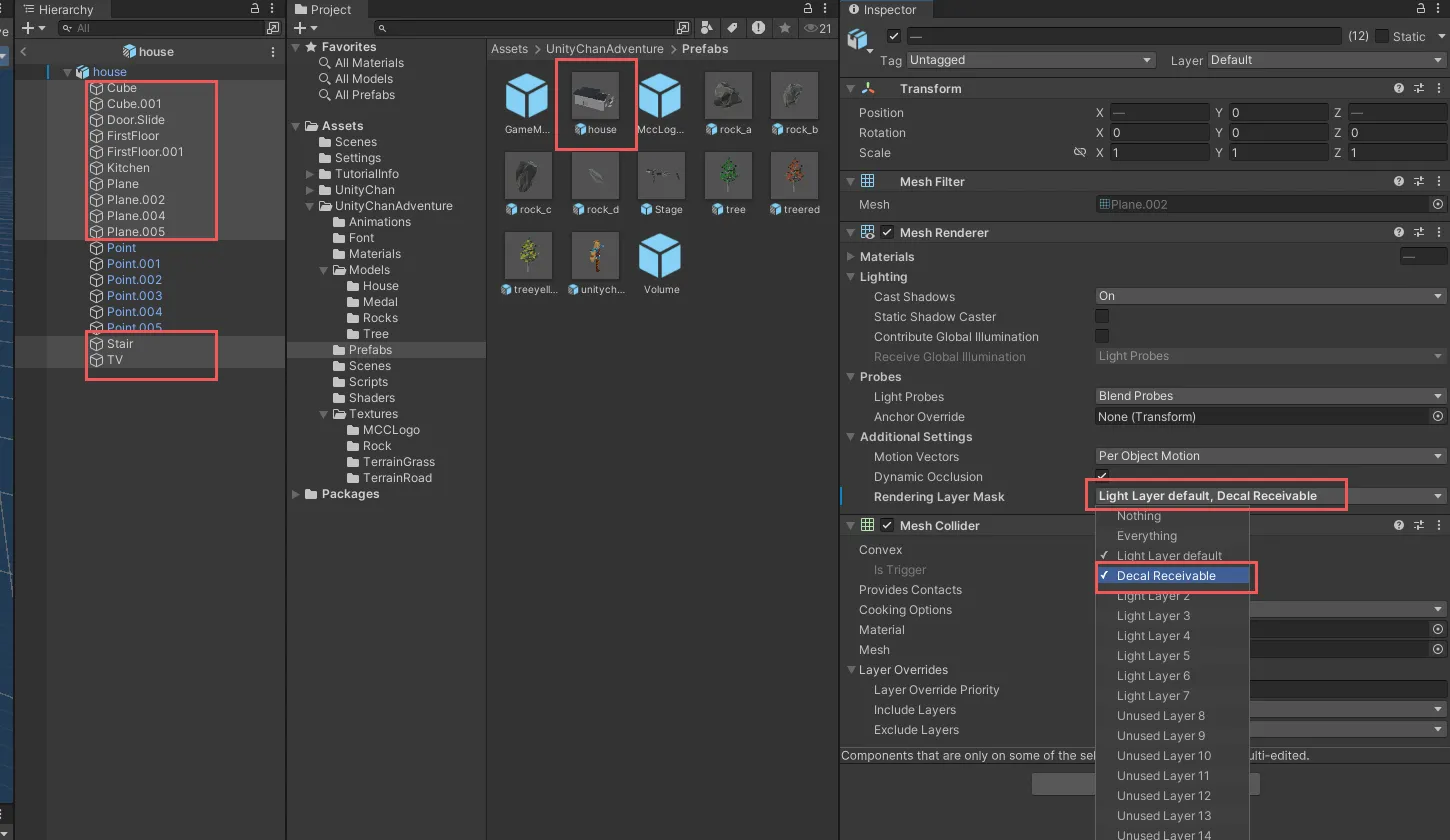 Hierarchy
All
house
house
Cube
Cube.001
Door.Slide
FirstFloor
FirstFloor.001
Kitchen
Plane
Plane.002
Plane.004
Plane.005
Point
Point.001
Point.002
Point.003
Point.004
Point.005
Stair
TV
Project
21
Favorites
All Materials
All Models
All Prefabs
Assets
Scenes
Settings
TutorialInfo
UnityChan
UnityChanAdventure
Animations
Font
Materials
Models
House
Medal
Rocks
Tree
Prefabs
Scenes
Scripts
Shaders
Textures
MCCLogo
Rock
TerrainGrass
TerrainRoad
Packages
Assets > UnityChanAdventure > Prefabs
GameM... house MccLog... rock_a rock_b
rock_c rock_d Stage tree treered
treeyell... unitych... Volume
Inspector
— (12) Static
Tag Untagged Layer Default
Transform
Position X — Y 0 Z —
Rotation X 0 Y 0 Z 0
Scale X 1 Y 1 Z 1
Mesh Filter
Mesh Plane.002
Mesh Renderer
Materials —
Lighting
Cast Shadows On
Static Shadow Caster
Contribute Global Illumination
Receive Global Illumination Light Probes
Probes
Light Probes Blend Probes
Anchor Override None (Transform)
Additional Settings
Motion Vectors Per Object Motion
Dynamic Occlusion
Rendering Layer Mask Light Layer default, Decal Receivable
Nothing
Everything
Light Layer default
Decal Receivable
Light Layer 2
Light Layer 3
Light Layer 4
Light Layer 5
Light Layer 6
Light Layer 7
Unused Layer 8
Unused Layer 9
Unused Layer 10
Unused Layer 11
Unused Layer 12
Unused Layer 13
Unused Layer 14
Mesh Collider
Convex
Is Trigger
Provides Contacts
Cooking Options
Material
Mesh
Layer Overrides
Layer Override Priority
Include Layers
Exclude Layers
Components that are only on some of the sel ulti-edited.